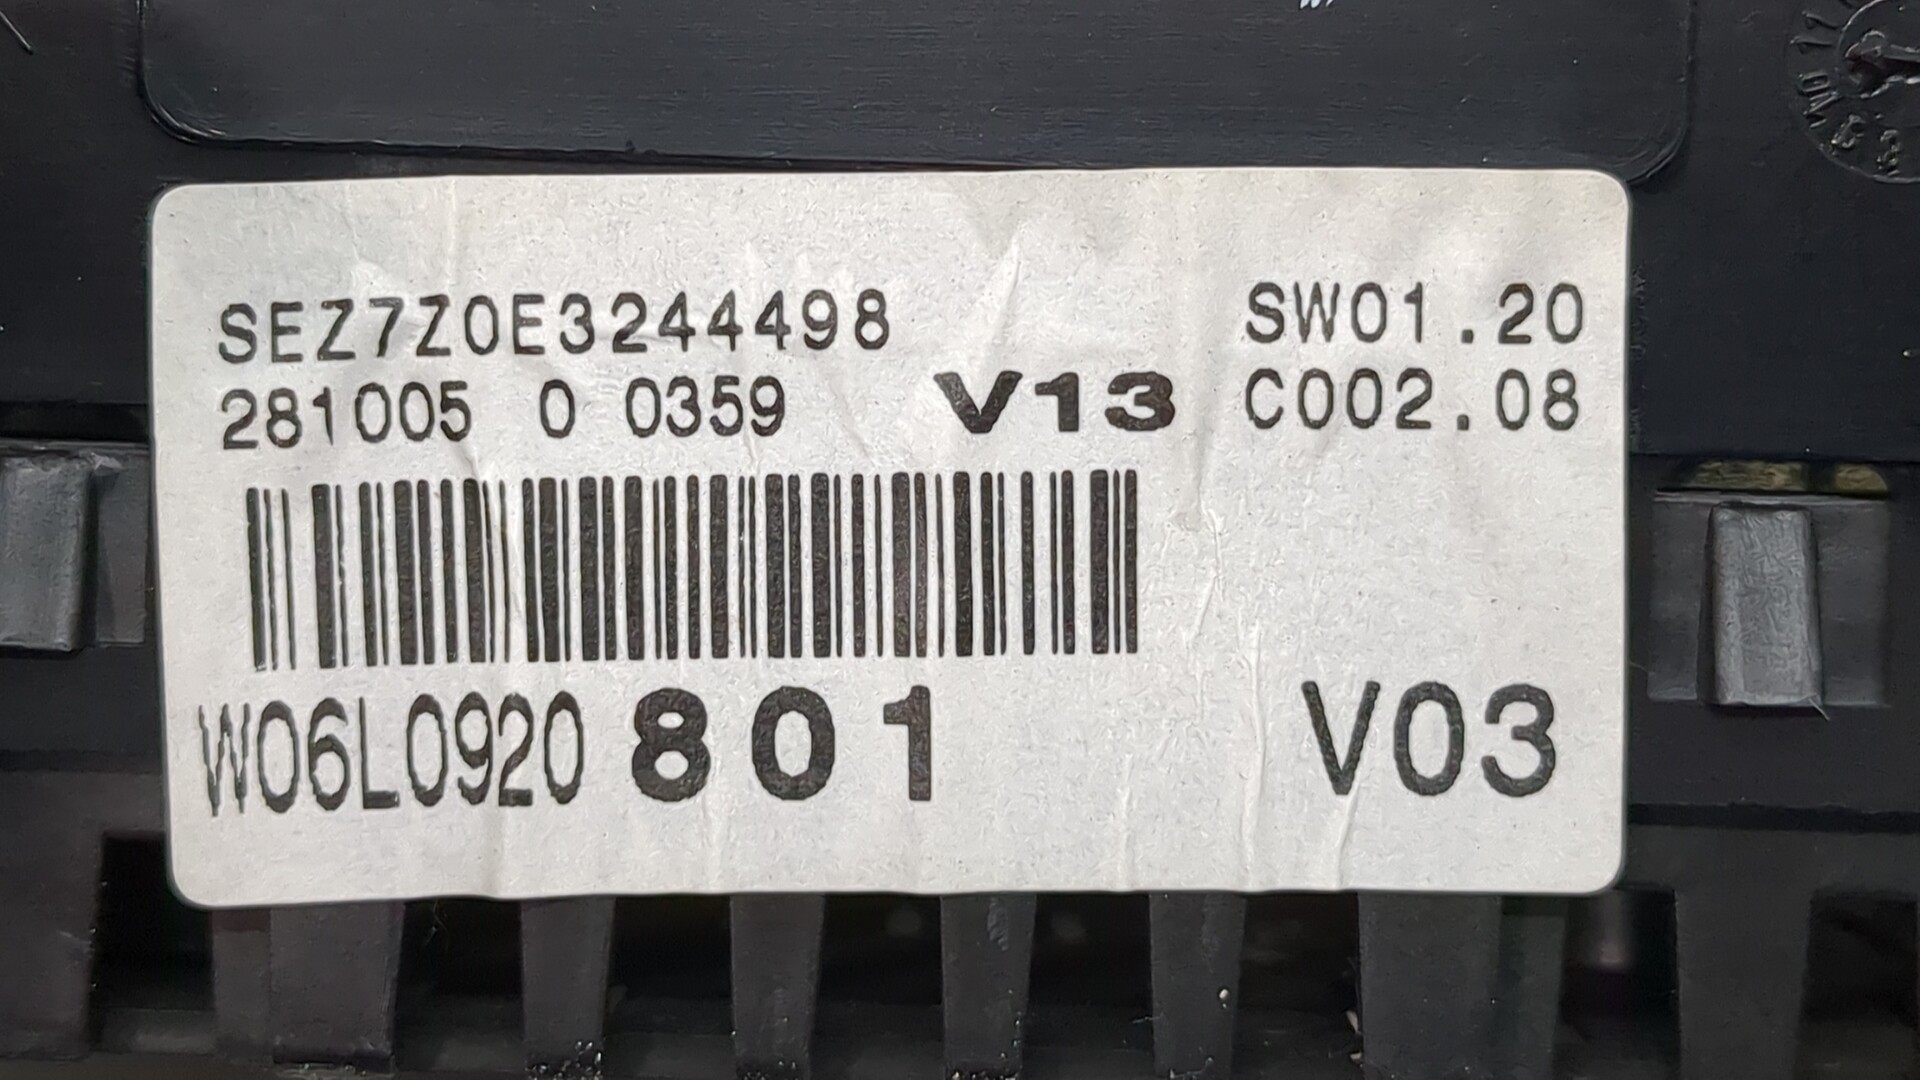 SEZ7Z0E3244498 SW01.20
281005 0 0359 V13 C002.08
W06L0920 801 V03